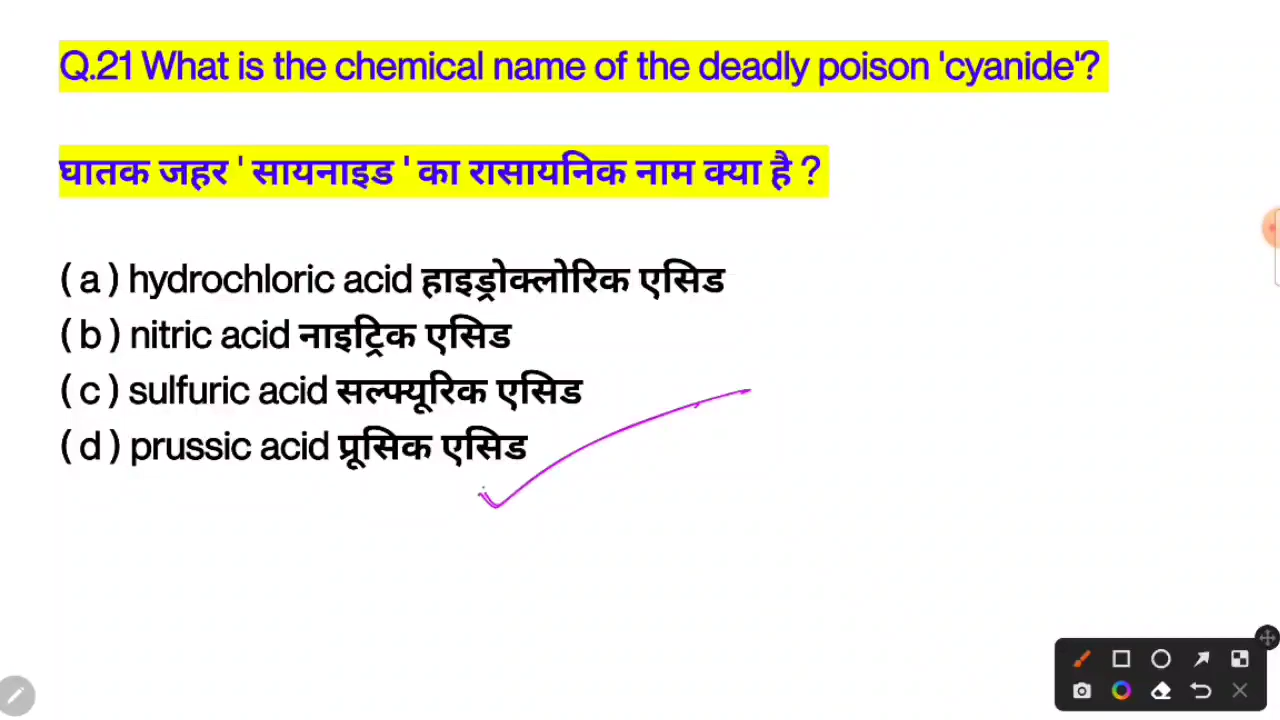 Q.21 What is the chemical name of the deadly poison 'cyanide'?
घातक जहर ' सायनाइड ' का रासायनिक नाम क्या है ?
( a ) hydrochloric acid हाइड्रोक्लोरिक एसिड
( b ) nitric acid नाइट्रिक एसिड
( c ) sulfuric acid सल्फ्यूरिक एसिड
( d ) prussic acid प्रूसिक एसिड